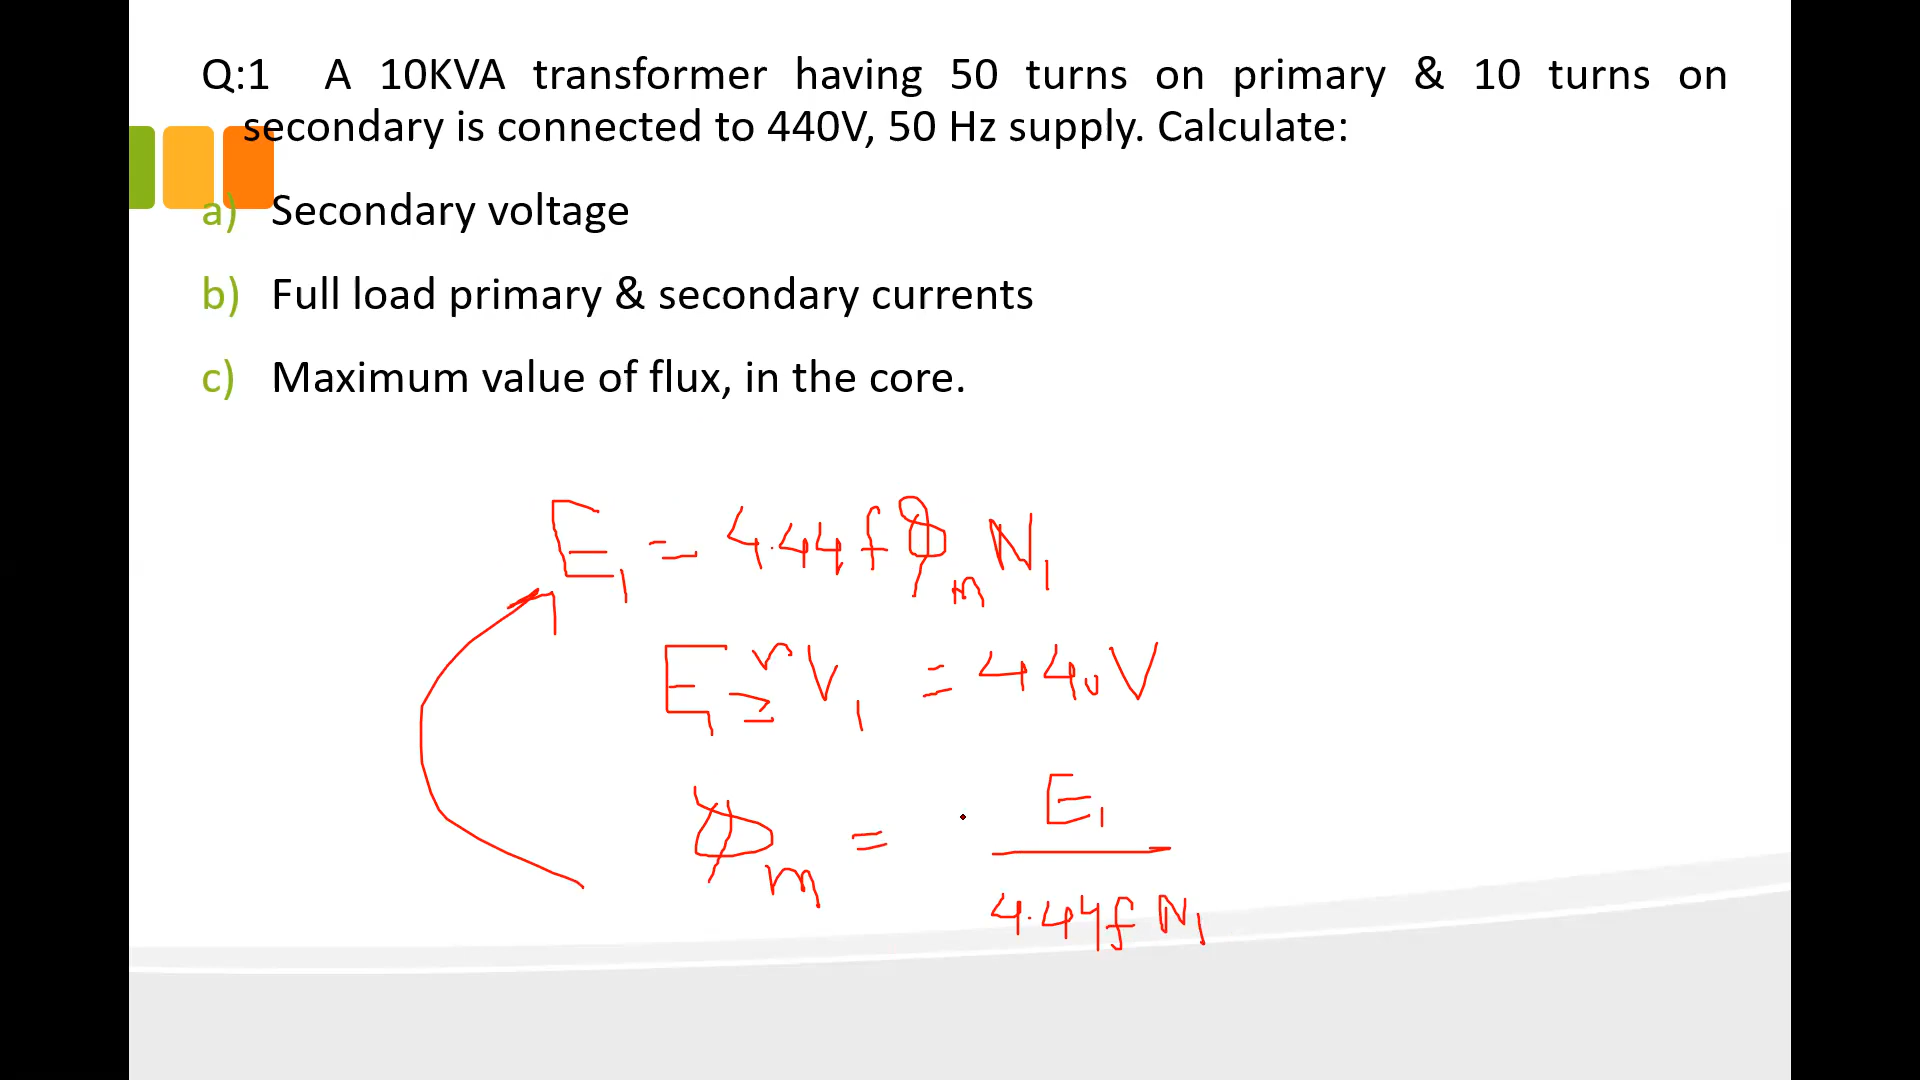 Q:1 A 10KVA transformer having 50 turns on primary & 10 turns on
secondary is connected to 440V, 50 Hz supply. Calculate:
a) Secondary voltage
b) Full load primary & secondary currents
c) Maximum value of flux, in the core.
E₁ = 4.44 f ϕₘ N₁
E₁ ≅ V₁ = 440V
ϕₘ = E₁
4.44 f N₁